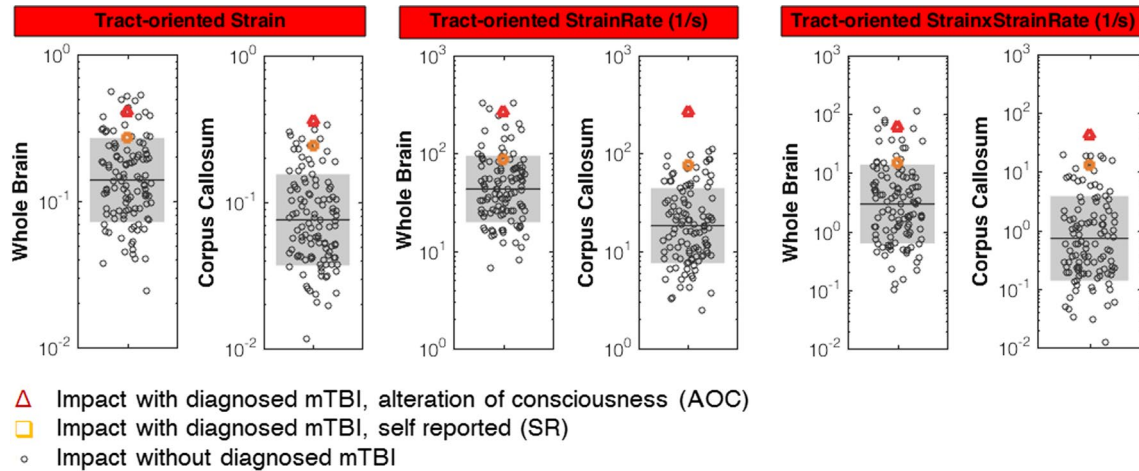 Tract-oriented Strain
Tract-oriented StrainRate (1/s)
Tract-oriented StrainxStrainRate (1/s)
Whole Brain
10^0
10^-1
10^-2
Corpus Callosum
10^0
10^-1
10^-2
Whole Brain
10^3
10^2
10^1
10^0
Corpus Callosum
10^3
10^2
10^1
10^0
Whole Brain
10^3
10^2
10^1
10^0
10^-1
10^-2
Corpus Callosum
10^3
10^2
10^1
10^0
10^-1
10^-2
Impact with diagnosed mTBI, alteration of consciousness (AOC)
Impact with diagnosed mTBI, self reported (SR)
Impact without diagnosed mTBI